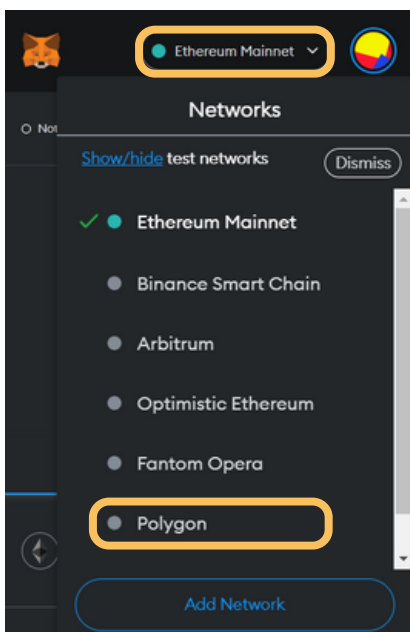 Ethereum Mainnet
Networks
Not
Show/hide test networks
Dismiss
Ethereum Mainnet
Binance Smart Chain
Arbitrum
Optimistic Ethereum
Fantom Opera
Polygon
Add Network